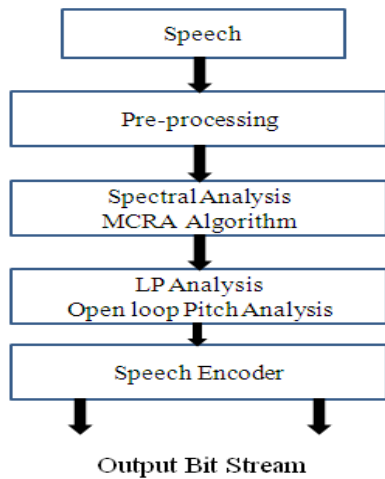 Speech
Pre-processing
Spectral Analysis
MCRA Algorithm
LP Analysis
Open loop Pitch Analysis
Speech Encoder
Output Bit Stream